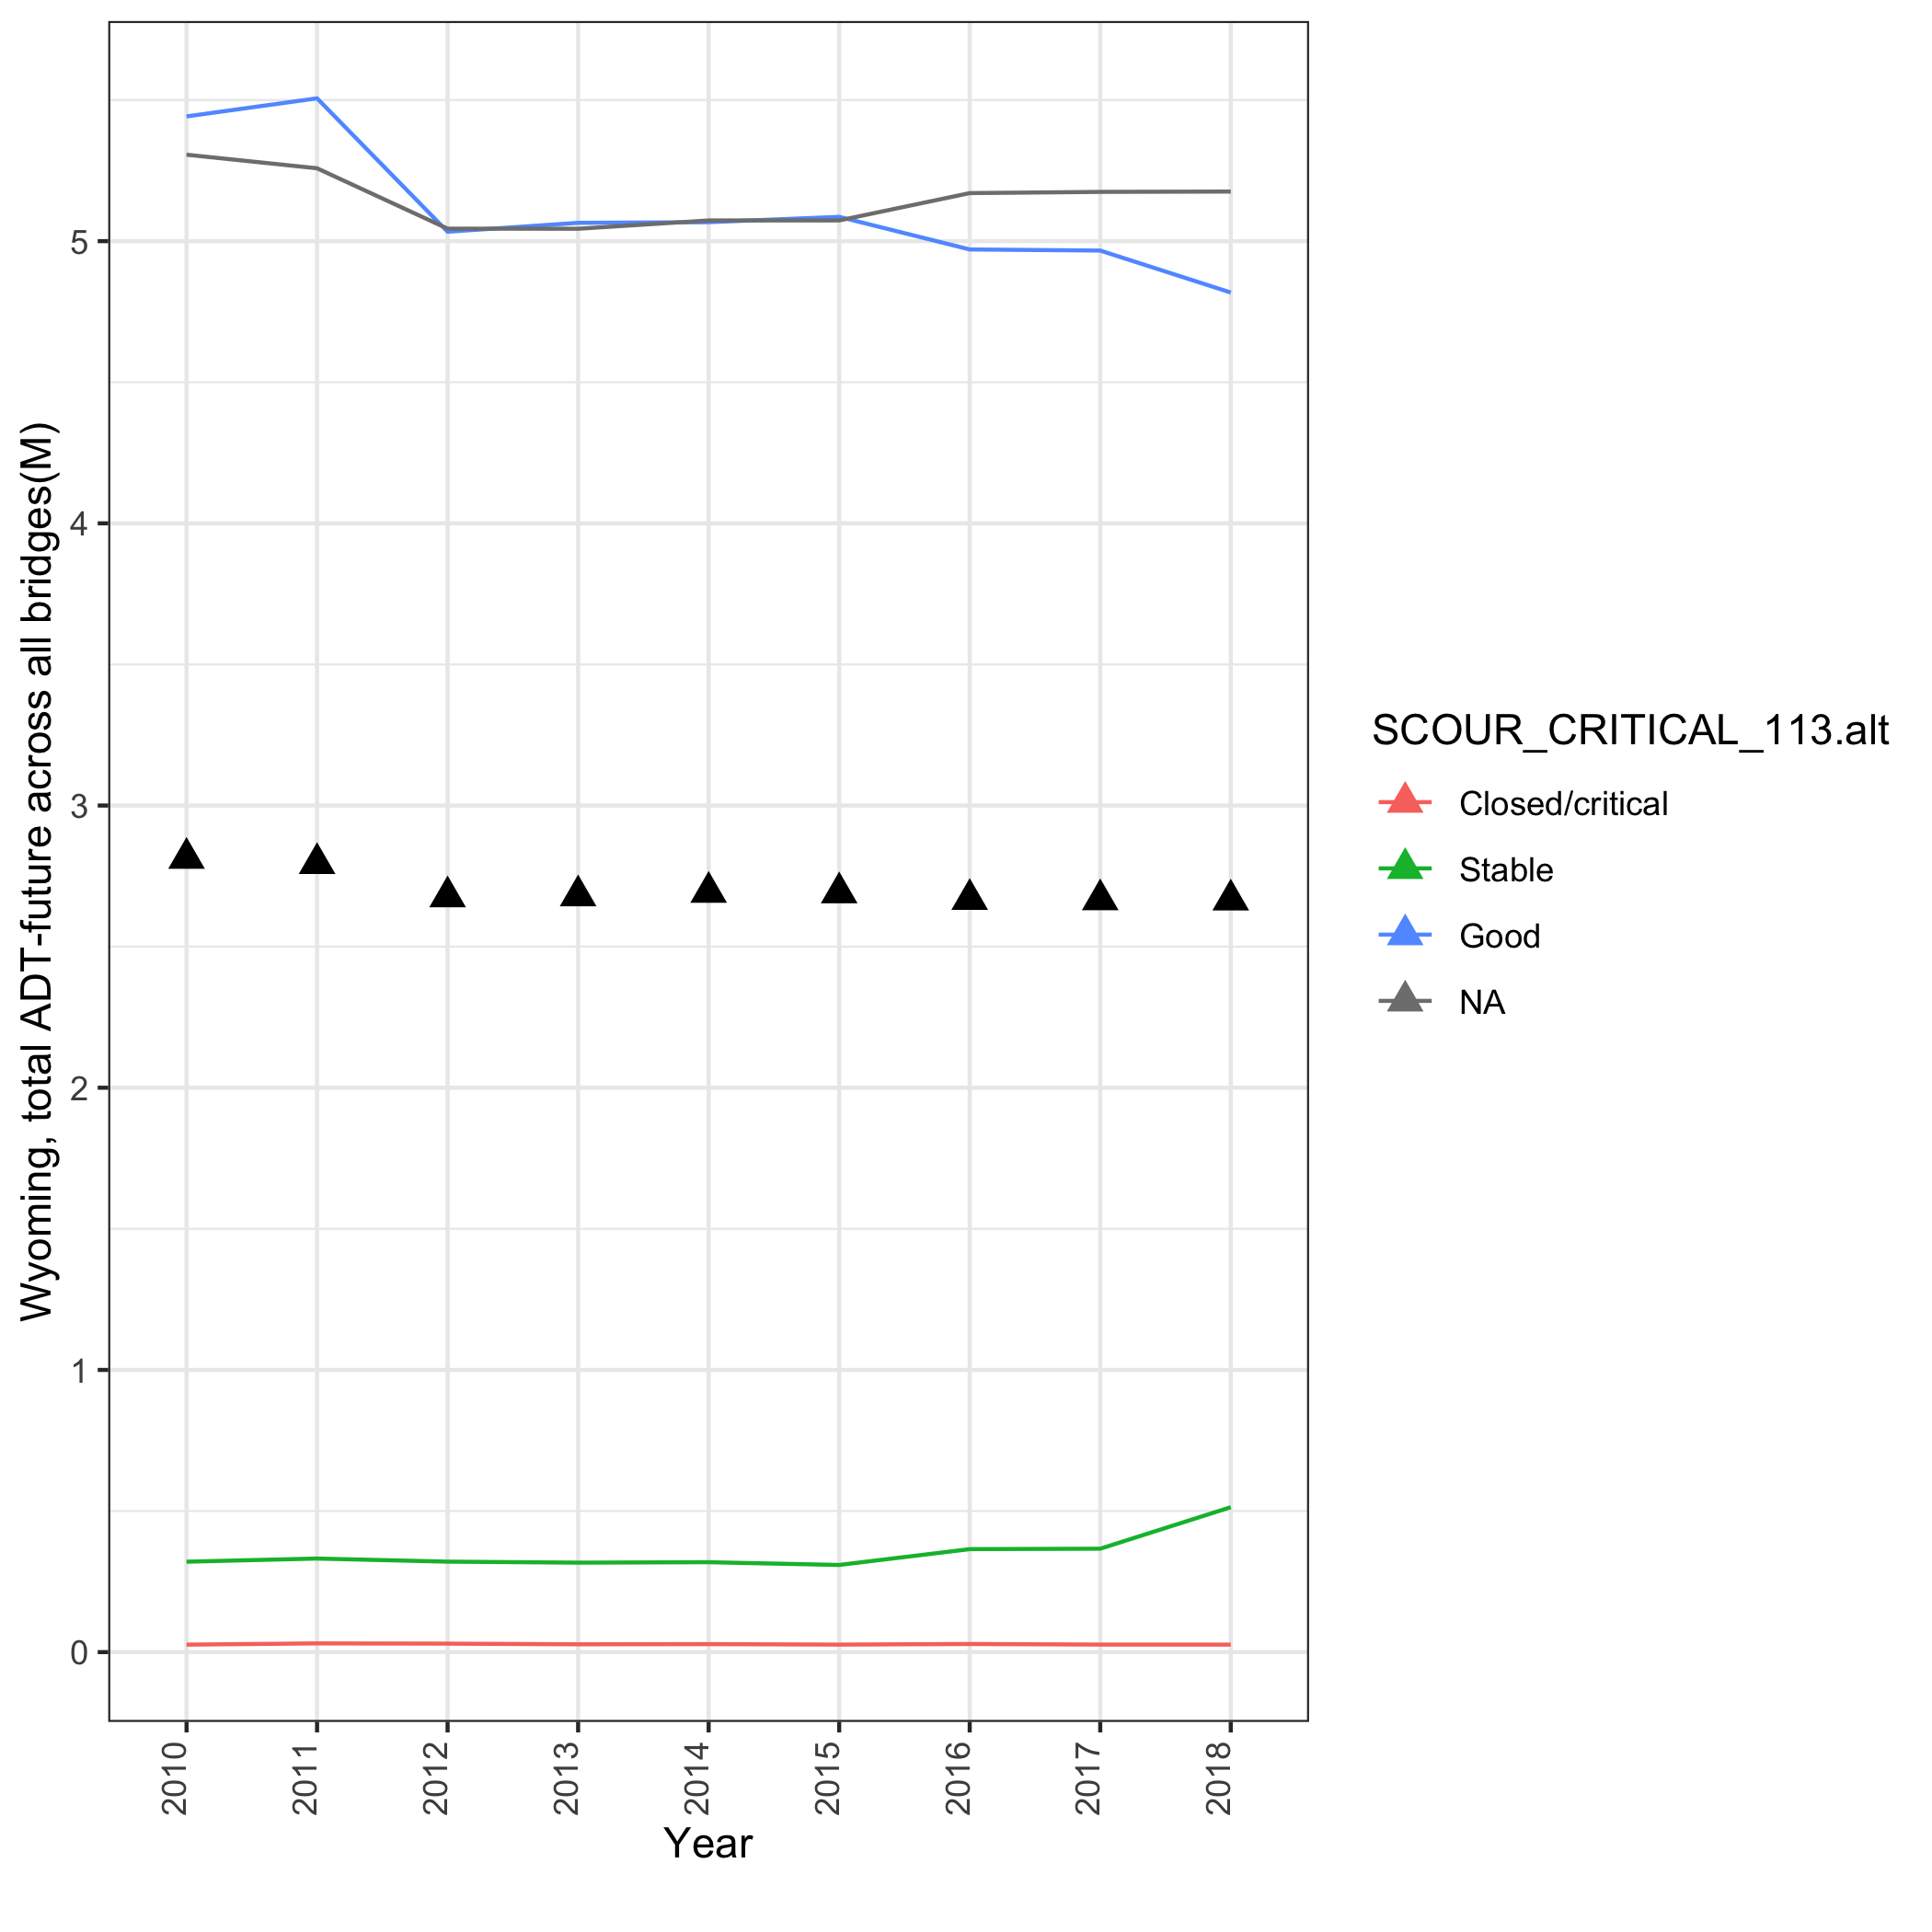 Wyoming, total ADT-future across all bridges(M)
5
4
3
2
1
0
2010
2011
2012
2013
2014
2015
2016
2017
2018
Year
SCOUR_CRITICAL_113.alt
Closed/critical
Stable
Good
NA